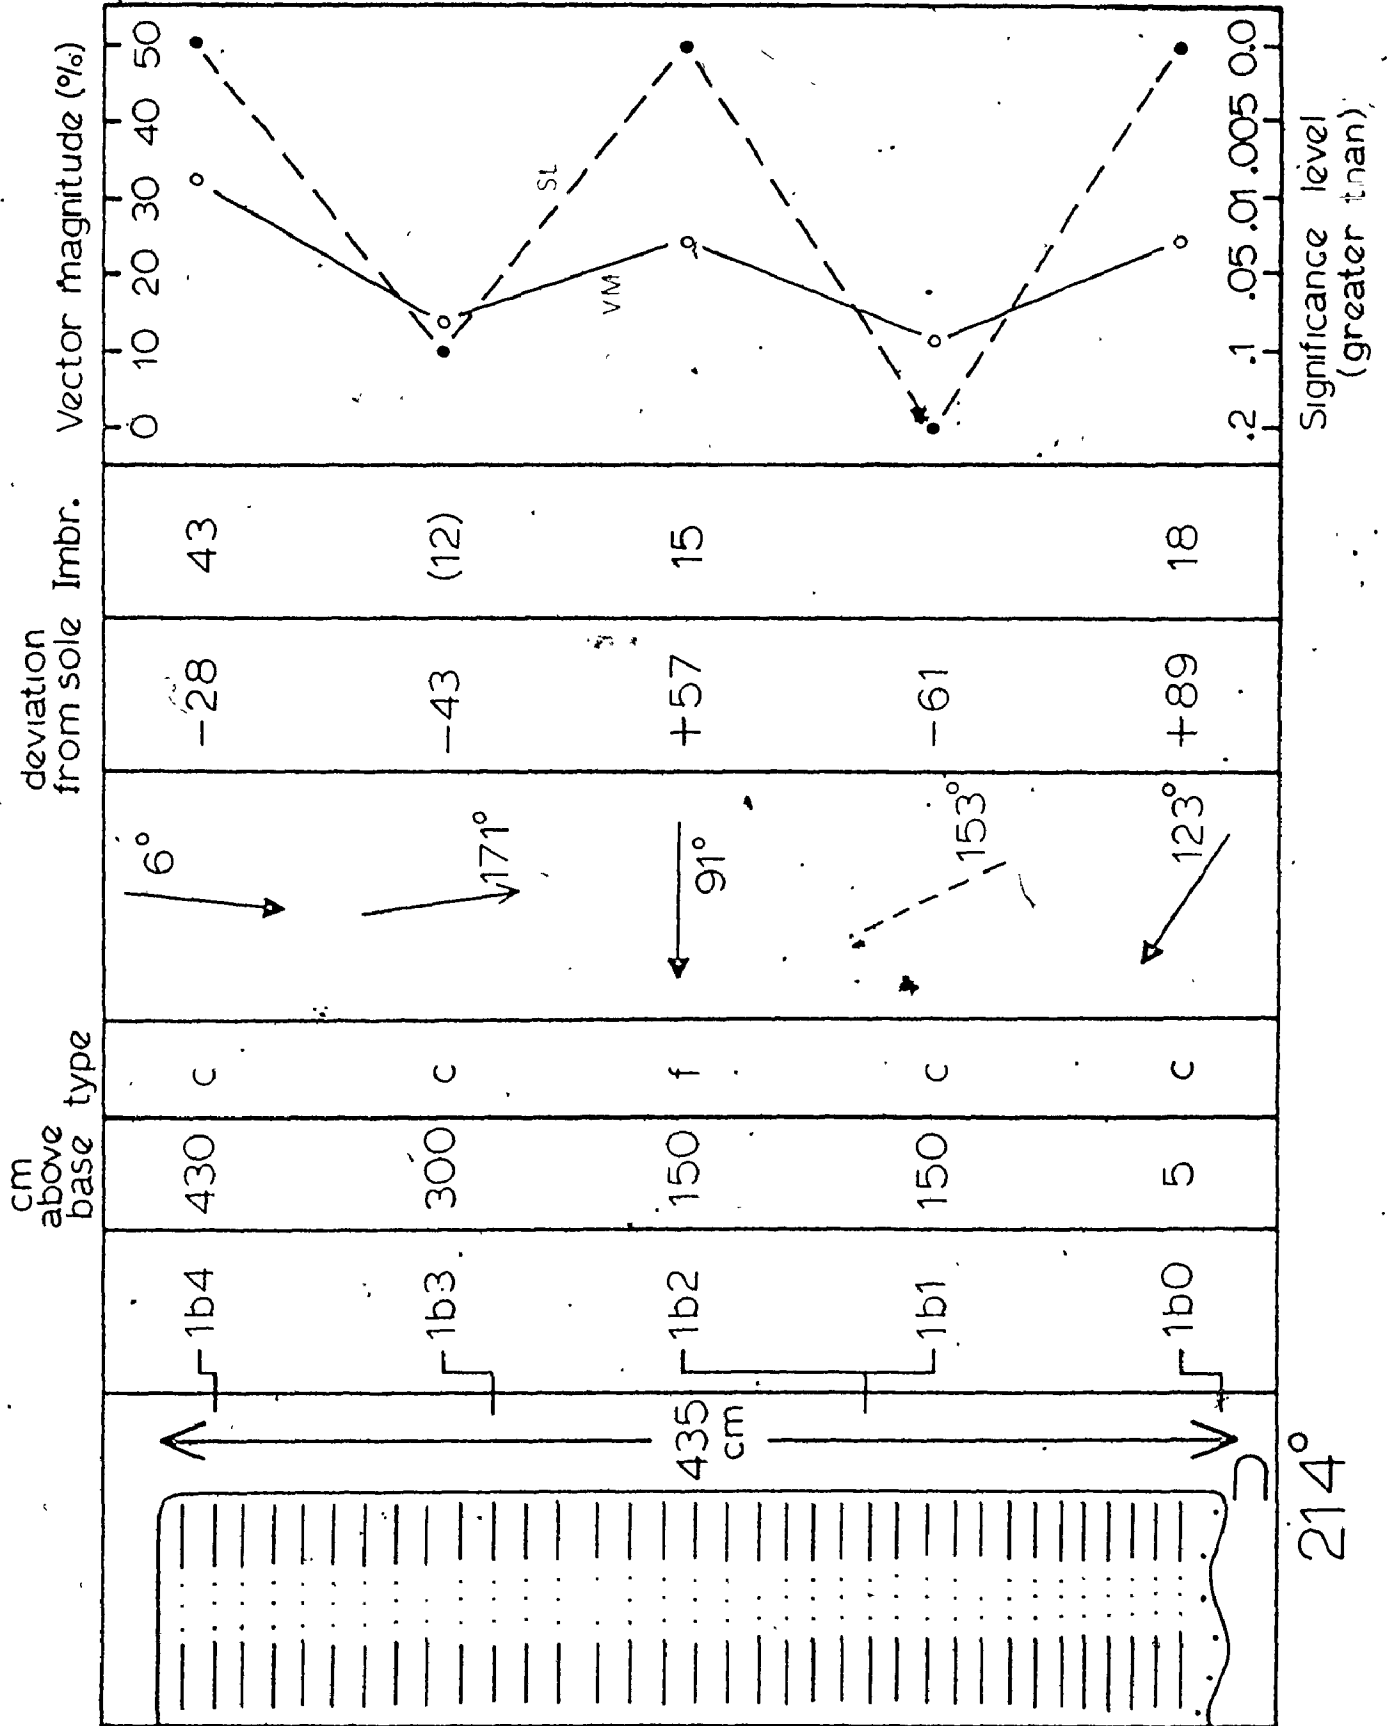 cm
above
base
type
deviation
from sole
Imbr.
Vector magnitude (%)
0 10 20 30 40 50
1b4 430 c 6° -28 43
1b3 300 c 171° -43 (12)
1b2 150 f 91° +57 15
1b1 150 c 153° -61
1b0 5 c 123° +89 18
435
cm
VM
SL
214°
.2 .1 .05 .01 .005 0.0
Significance level
(greater than)